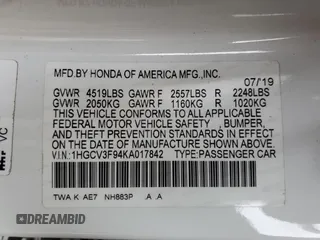 07/19
MFD.BY HONDA OF AMERICA MFG.,INC.
GVWR 4519LBS GAWR F 2557LBS R 2248LBS
GVWR 2050KG GAWR F 1160KG R 1020KG
THIS VEHICLE CONFORMS TO ALL APPLICABLE
FEDERAL MOTOR VEHICLE SAFETY ,BUMPER,
AND THEFT PREVENTION STANDARDS IN EFFECT
ON THE DATE OF MANUFACTURE SHOWN ABOVE.
V.I.N:1HGCV3F94KA017842 TYPE:PASSENGER CAR
TWA K AE7 NH883P .A .A
VC
DREAMBID